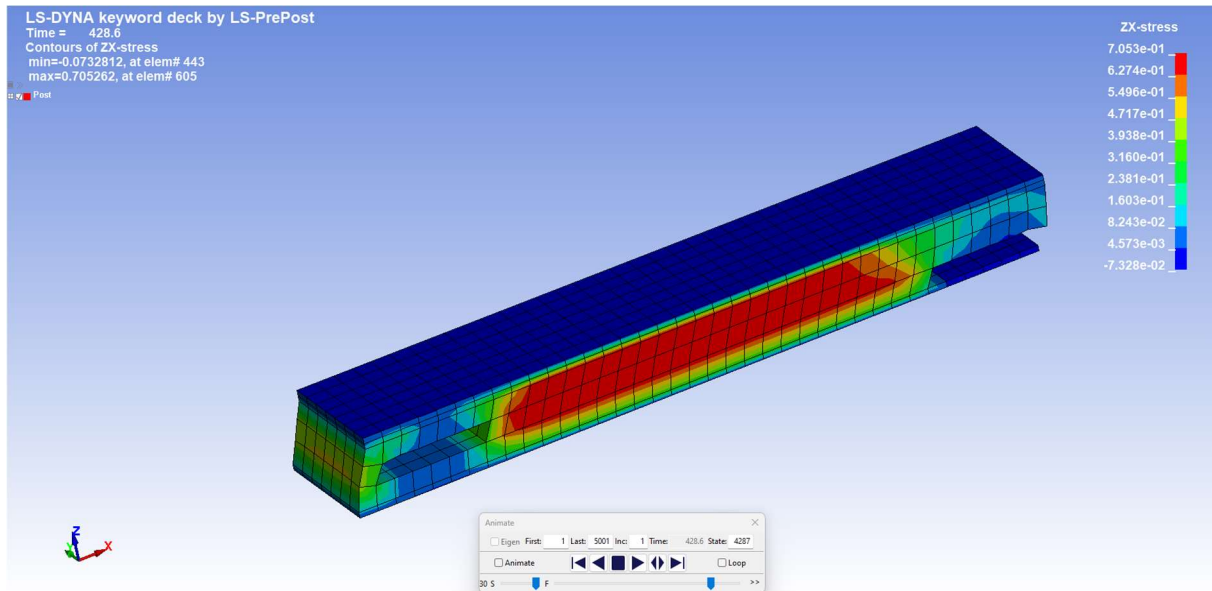 LS-DYNA keyword deck by LS-PrePost
Time = 428.6
Contours of ZX-stress
min=-0.0732812, at elem# 443
max=0.705262, at elem# 605
Post
ZX-stress
7.053e-01
6.274e-01
5.496e-01
4.717e-01
3.938e-01
3.160e-01
2.381e-01
1.603e-01
8.243e-02
4.573e-03
-7.328e-02
Z
Y
X
Animate
Eigen First: 1 Last: 5001 Inc: 1 Time: 428.6 State: 4287
Animate Loop
30 S F >>